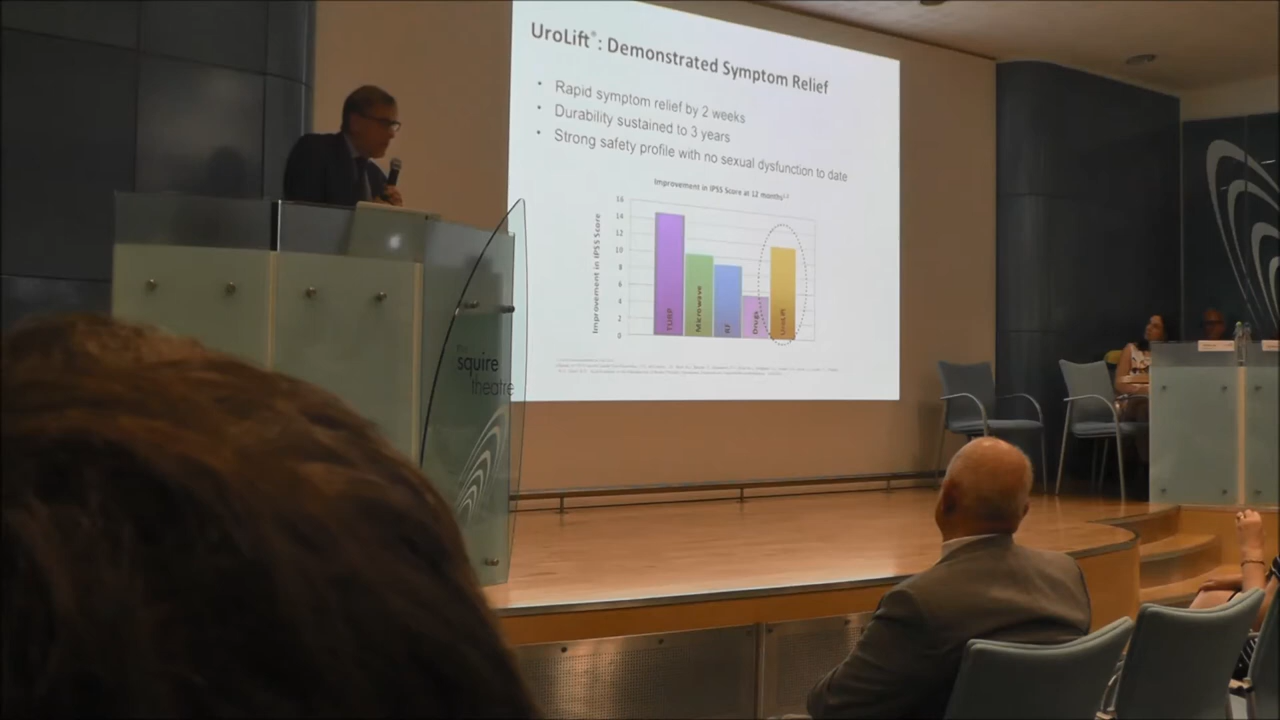 UroLift®: Demonstrated Symptom Relief
• Rapid symptom relief by 2 weeks
• Durability sustained to 3 years
• Strong safety profile with no sexual dysfunction to date
Improvement in IPSS Score at 12 months
Improvement in IPSS Score
16
14
12
10
8
6
4
2
0
TURP
Microwave
RF
Drugs
UroLift
squire
theatre